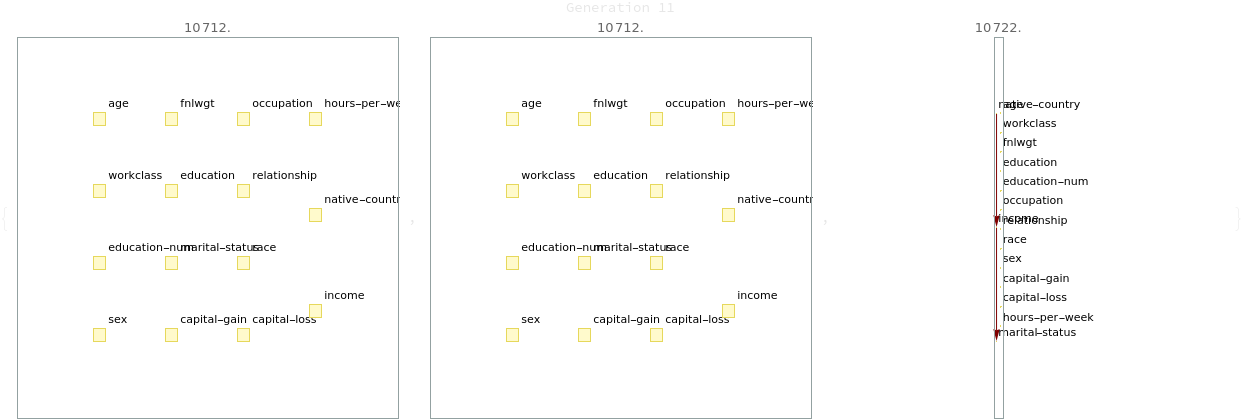 Generation 11
10712. 10712. 10722.
age fnlwgt occupation hours-per-we
age fnlwgt occupation hours-per-we
native-country
workclass
fnlwgt
education
education-num
occupation
income
relationship
race
sex
capital-gain
capital-loss
hours-per-week
marital-status
workclass education relationship
native-countr
workclass education relationship
native-countr
education-num marital-status race
education-num marital-status race
income
income
sex capital-gain capital-loss
sex capital-gain capital-loss